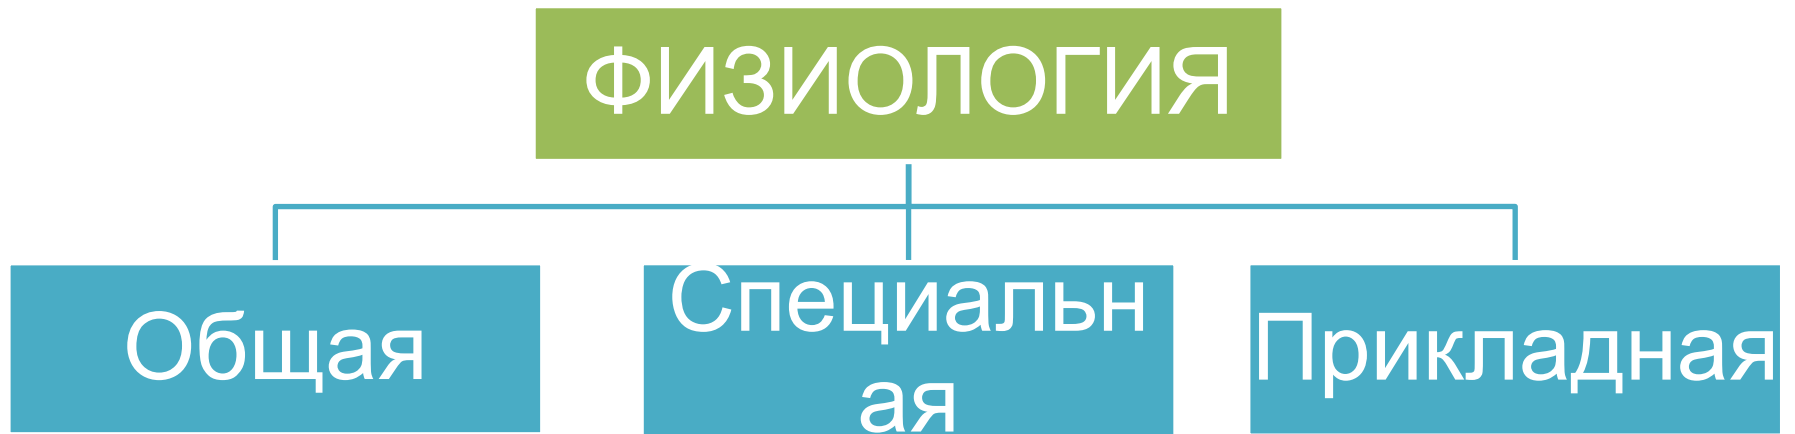 ФИЗИОЛОГИЯ
Общая
Специальн
ая
Прикладная